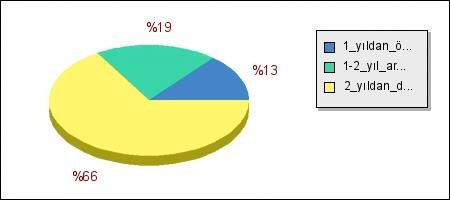 %19
%13
%66
1_yıldan_ö...
1-2_yıl_ar...
2_yıldan_d...